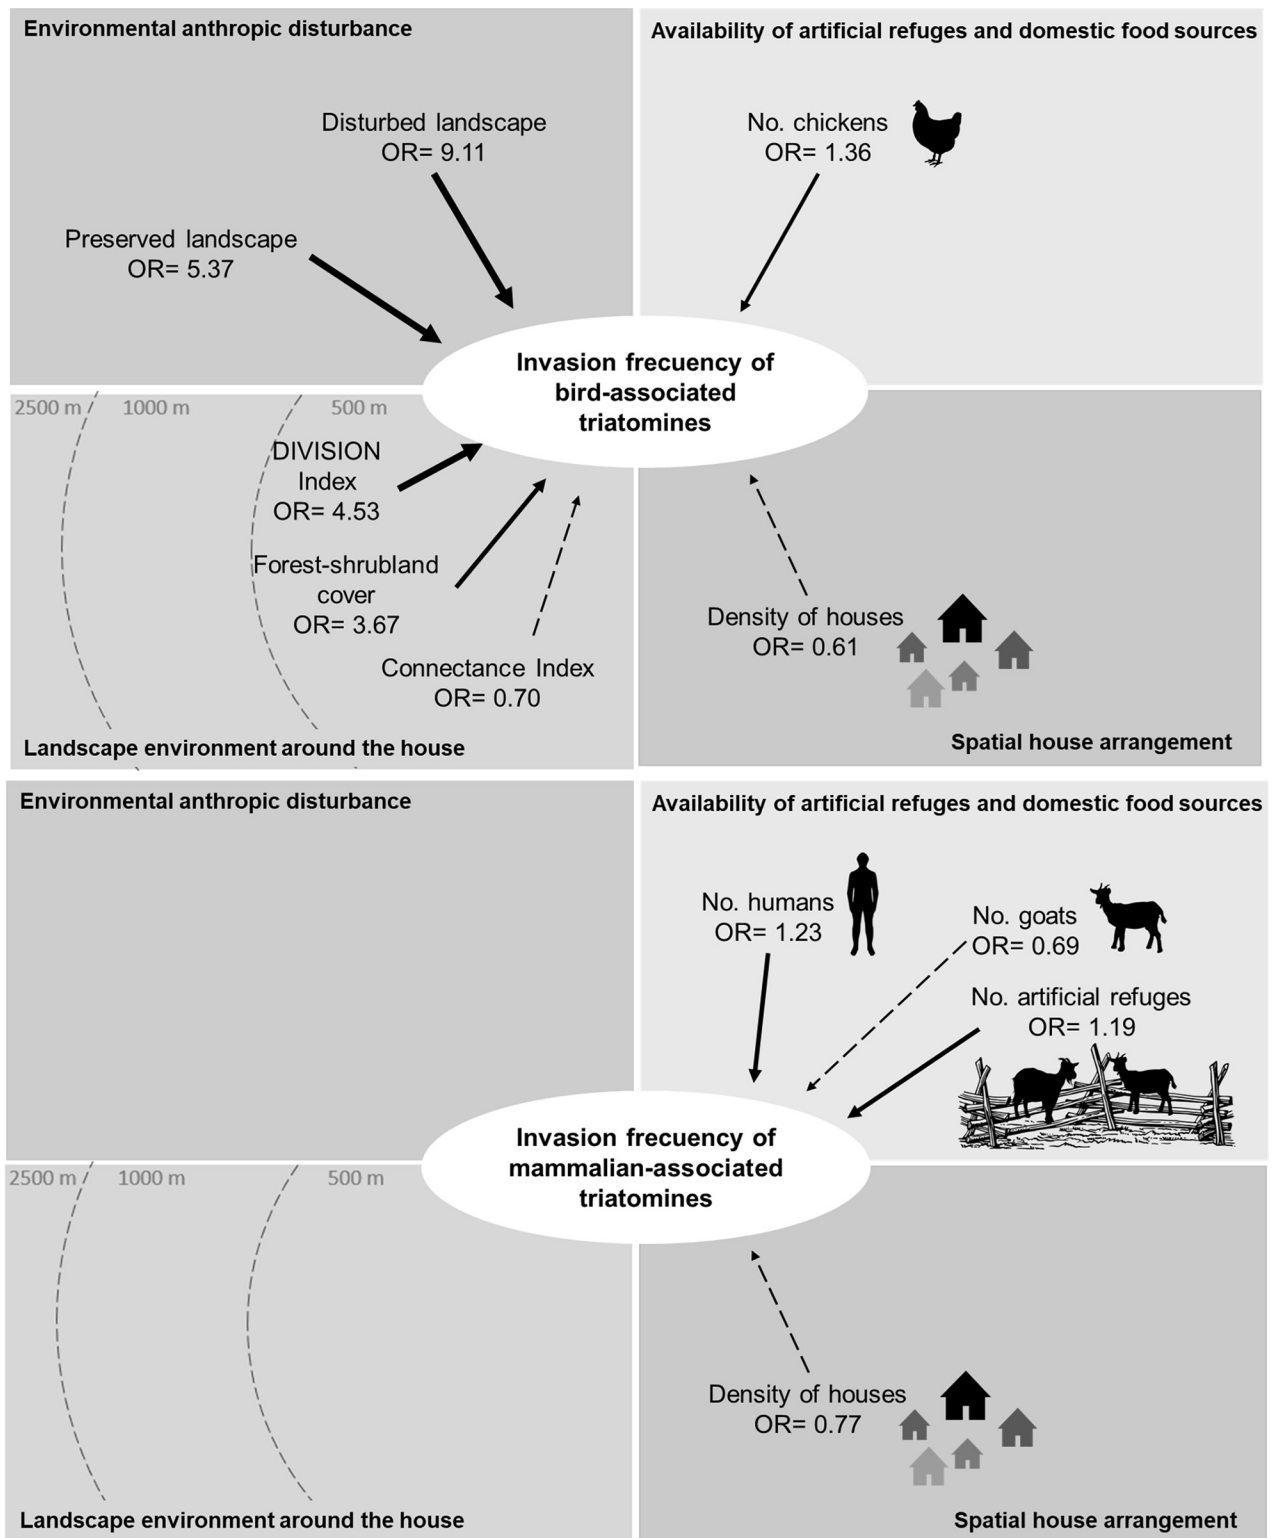 Environmental anthropic disturbance
Availability of artificial refuges and domestic food sources
Disturbed landscape
OR= 9.11
No. chickens
OR= 1.36
Preserved landscape
OR= 5.37
Invasion frecuency of
bird-associated
triatomines
2500 m
1000 m
500 m
DIVISION
Index
OR= 4.53
Forest-shrubland
cover
OR= 3.67
Connectance Index
OR= 0.70
Density of houses
OR= 0.61
Landscape environment around the house
Spatial house arrangement
Environmental anthropic disturbance
Availability of artificial refuges and domestic food sources
No. humans
OR= 1.23
No. goats
OR= 0.69
No. artificial refuges
OR= 1.19
Invasion frecuency of
mammalian-associated
triatomines
2500 m
1000 m
500 m
Density of houses
OR= 0.77
Landscape environment around the house
Spatial house arrangement